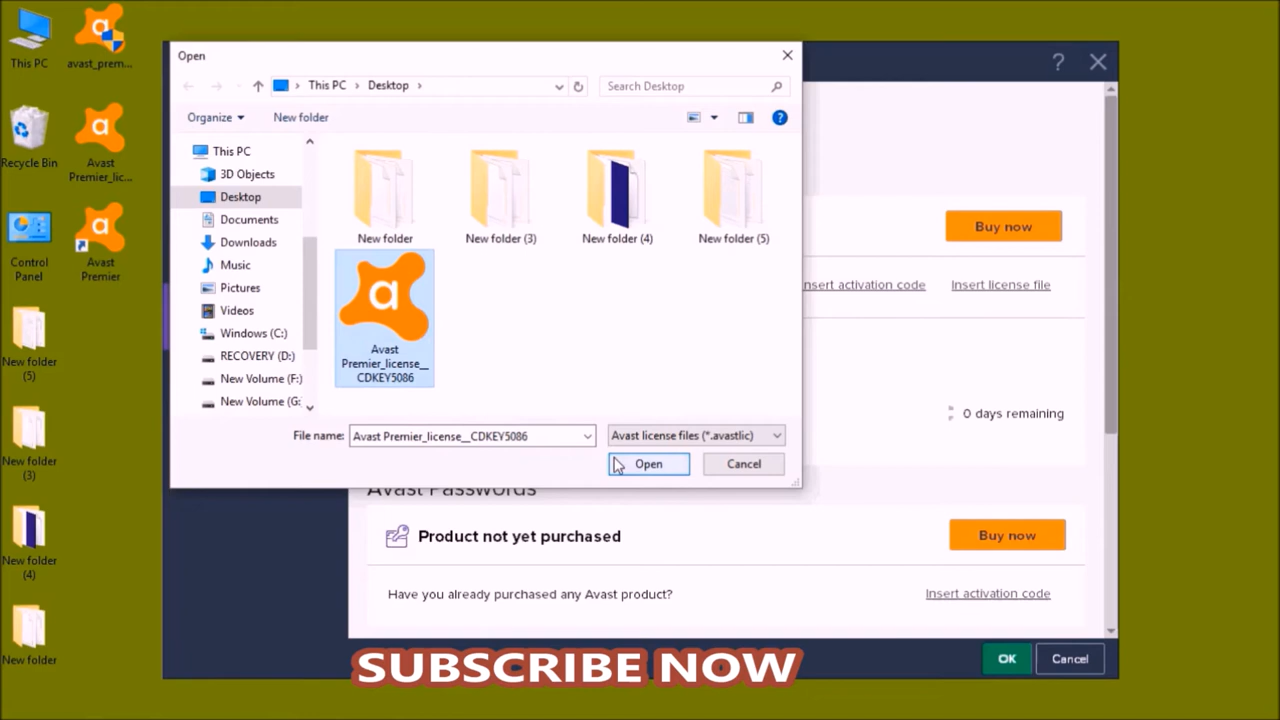 This PC
avast_prem...
Recycle Bin
Avast
Premier_lic...
Control
Panel
Avast
Premier
New folder
(5)
New folder
(3)
New folder
(4)
New folder
Open
This PC
Desktop
Search Desktop
Organize
New folder
This PC
3D Objects
Desktop
Documents
Downloads
Music
Pictures
Videos
Windows (C:)
RECOVERY (D:)
New Volume (F:)
New Volume (G:
New folder
New folder (3)
New folder (4)
New folder (5)
Avast
Premier_license__
CDKEY5086
File name:
Avast Premier_license__CDKEY5086
Avast license files (*.avastlic)
Open
Cancel
?
Buy now
nsert activation code
Insert license file
0 days remaining
Avast Passwords
Product not yet purchased
Buy now
Have you already purchased any Avast product?
Insert activation code
OK
Cancel
SUBSCRIBE NOW